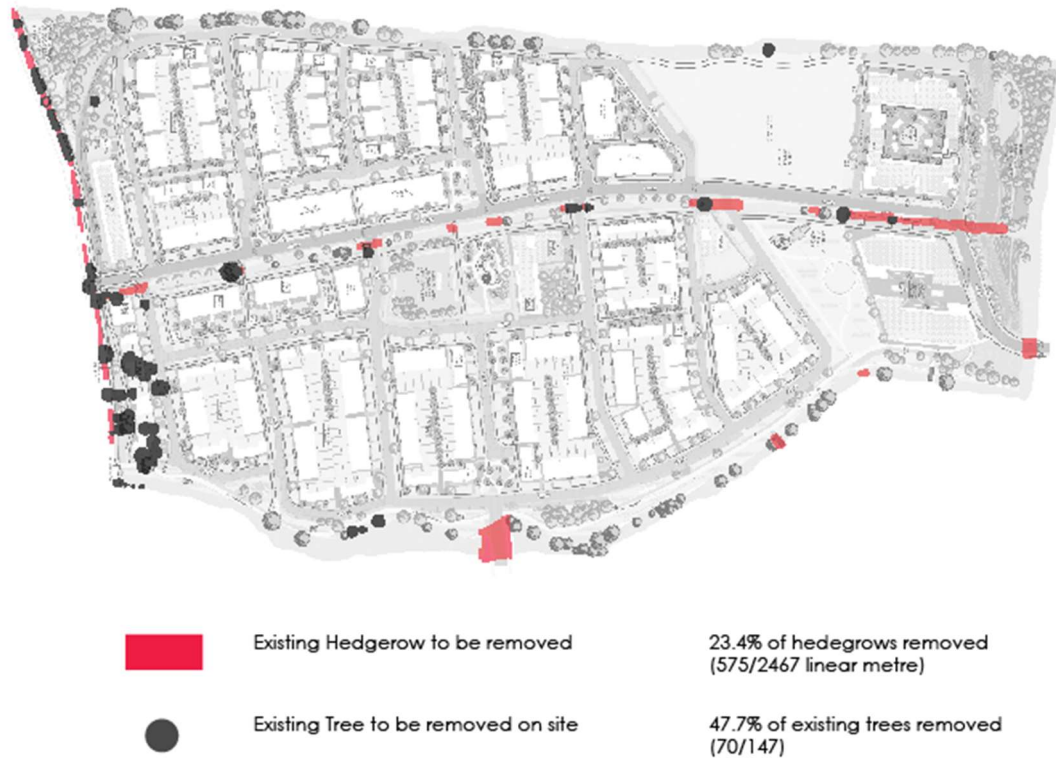 Existing Hedgerow to be removed
23.4% of hedegrows removed
(575/2467 linear metre)
Existing Tree to be removed on site
47.7% of existing trees removed
(70/147)